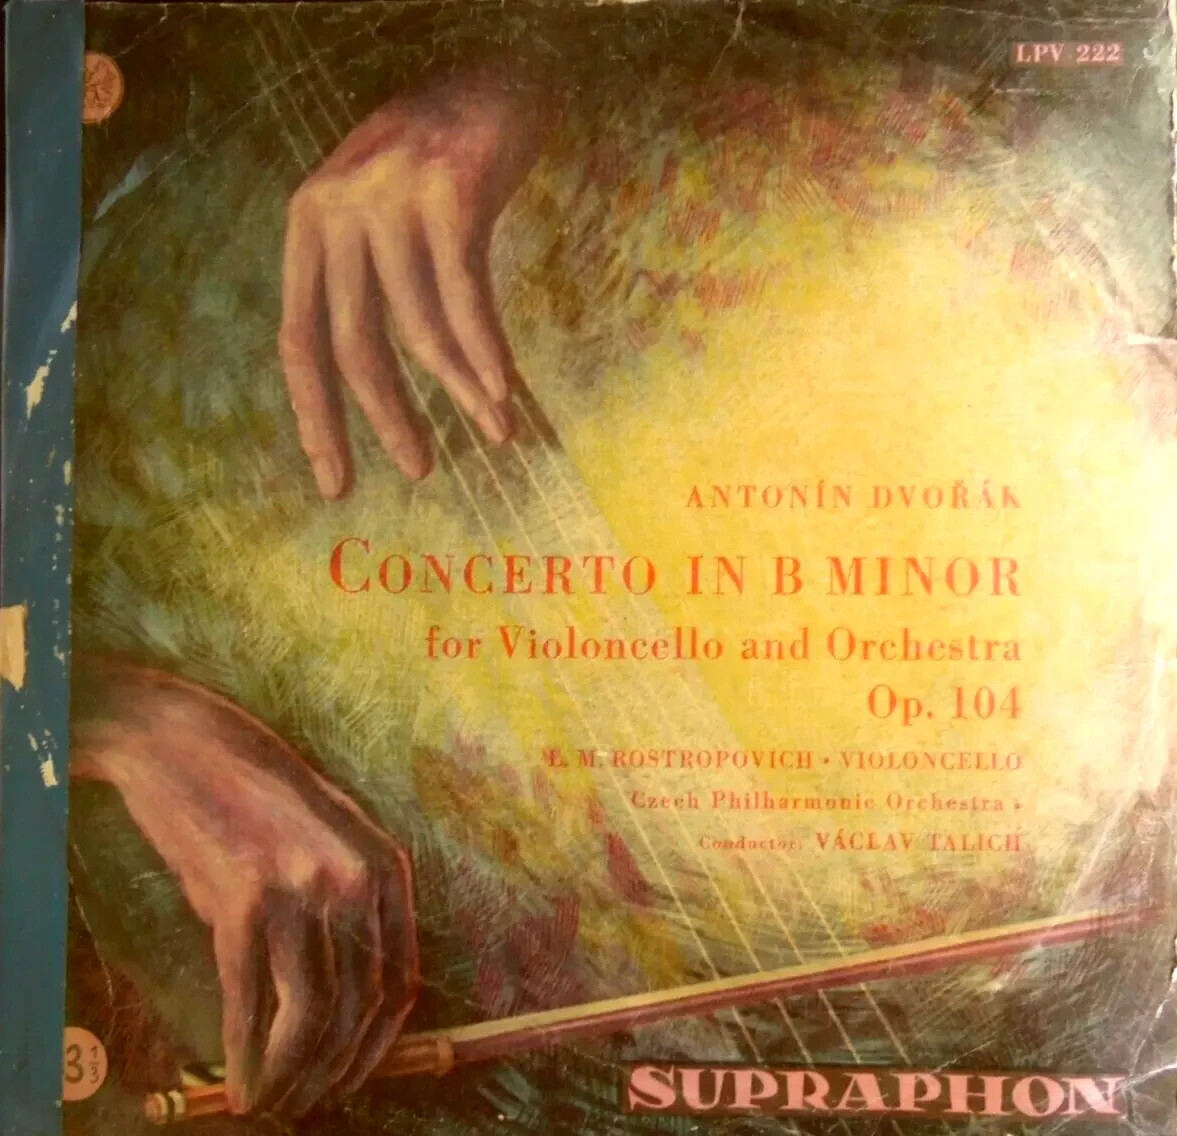 LPV 222
ANTONÍN DVOŘÁK
CONCERTO IN B MINOR
for Violoncello and Orchestra
Op. 104
M. ROSTROPOVICH • VIOLONCELLO
Czech Philharmonic Orchestra •
Conductor: VÁCLAV TALICH
33
SUPRAPHON